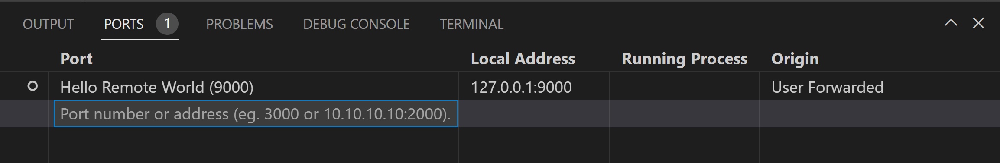 OUTPUT PORTS 1 PROBLEMS DEBUG CONSOLE TERMINAL
Port Local Address Running Process Origin
Hello Remote World (9000) 127.0.0.1:9000 User Forwarded
Port number or address (eg. 3000 or 10.10.10.10:2000).